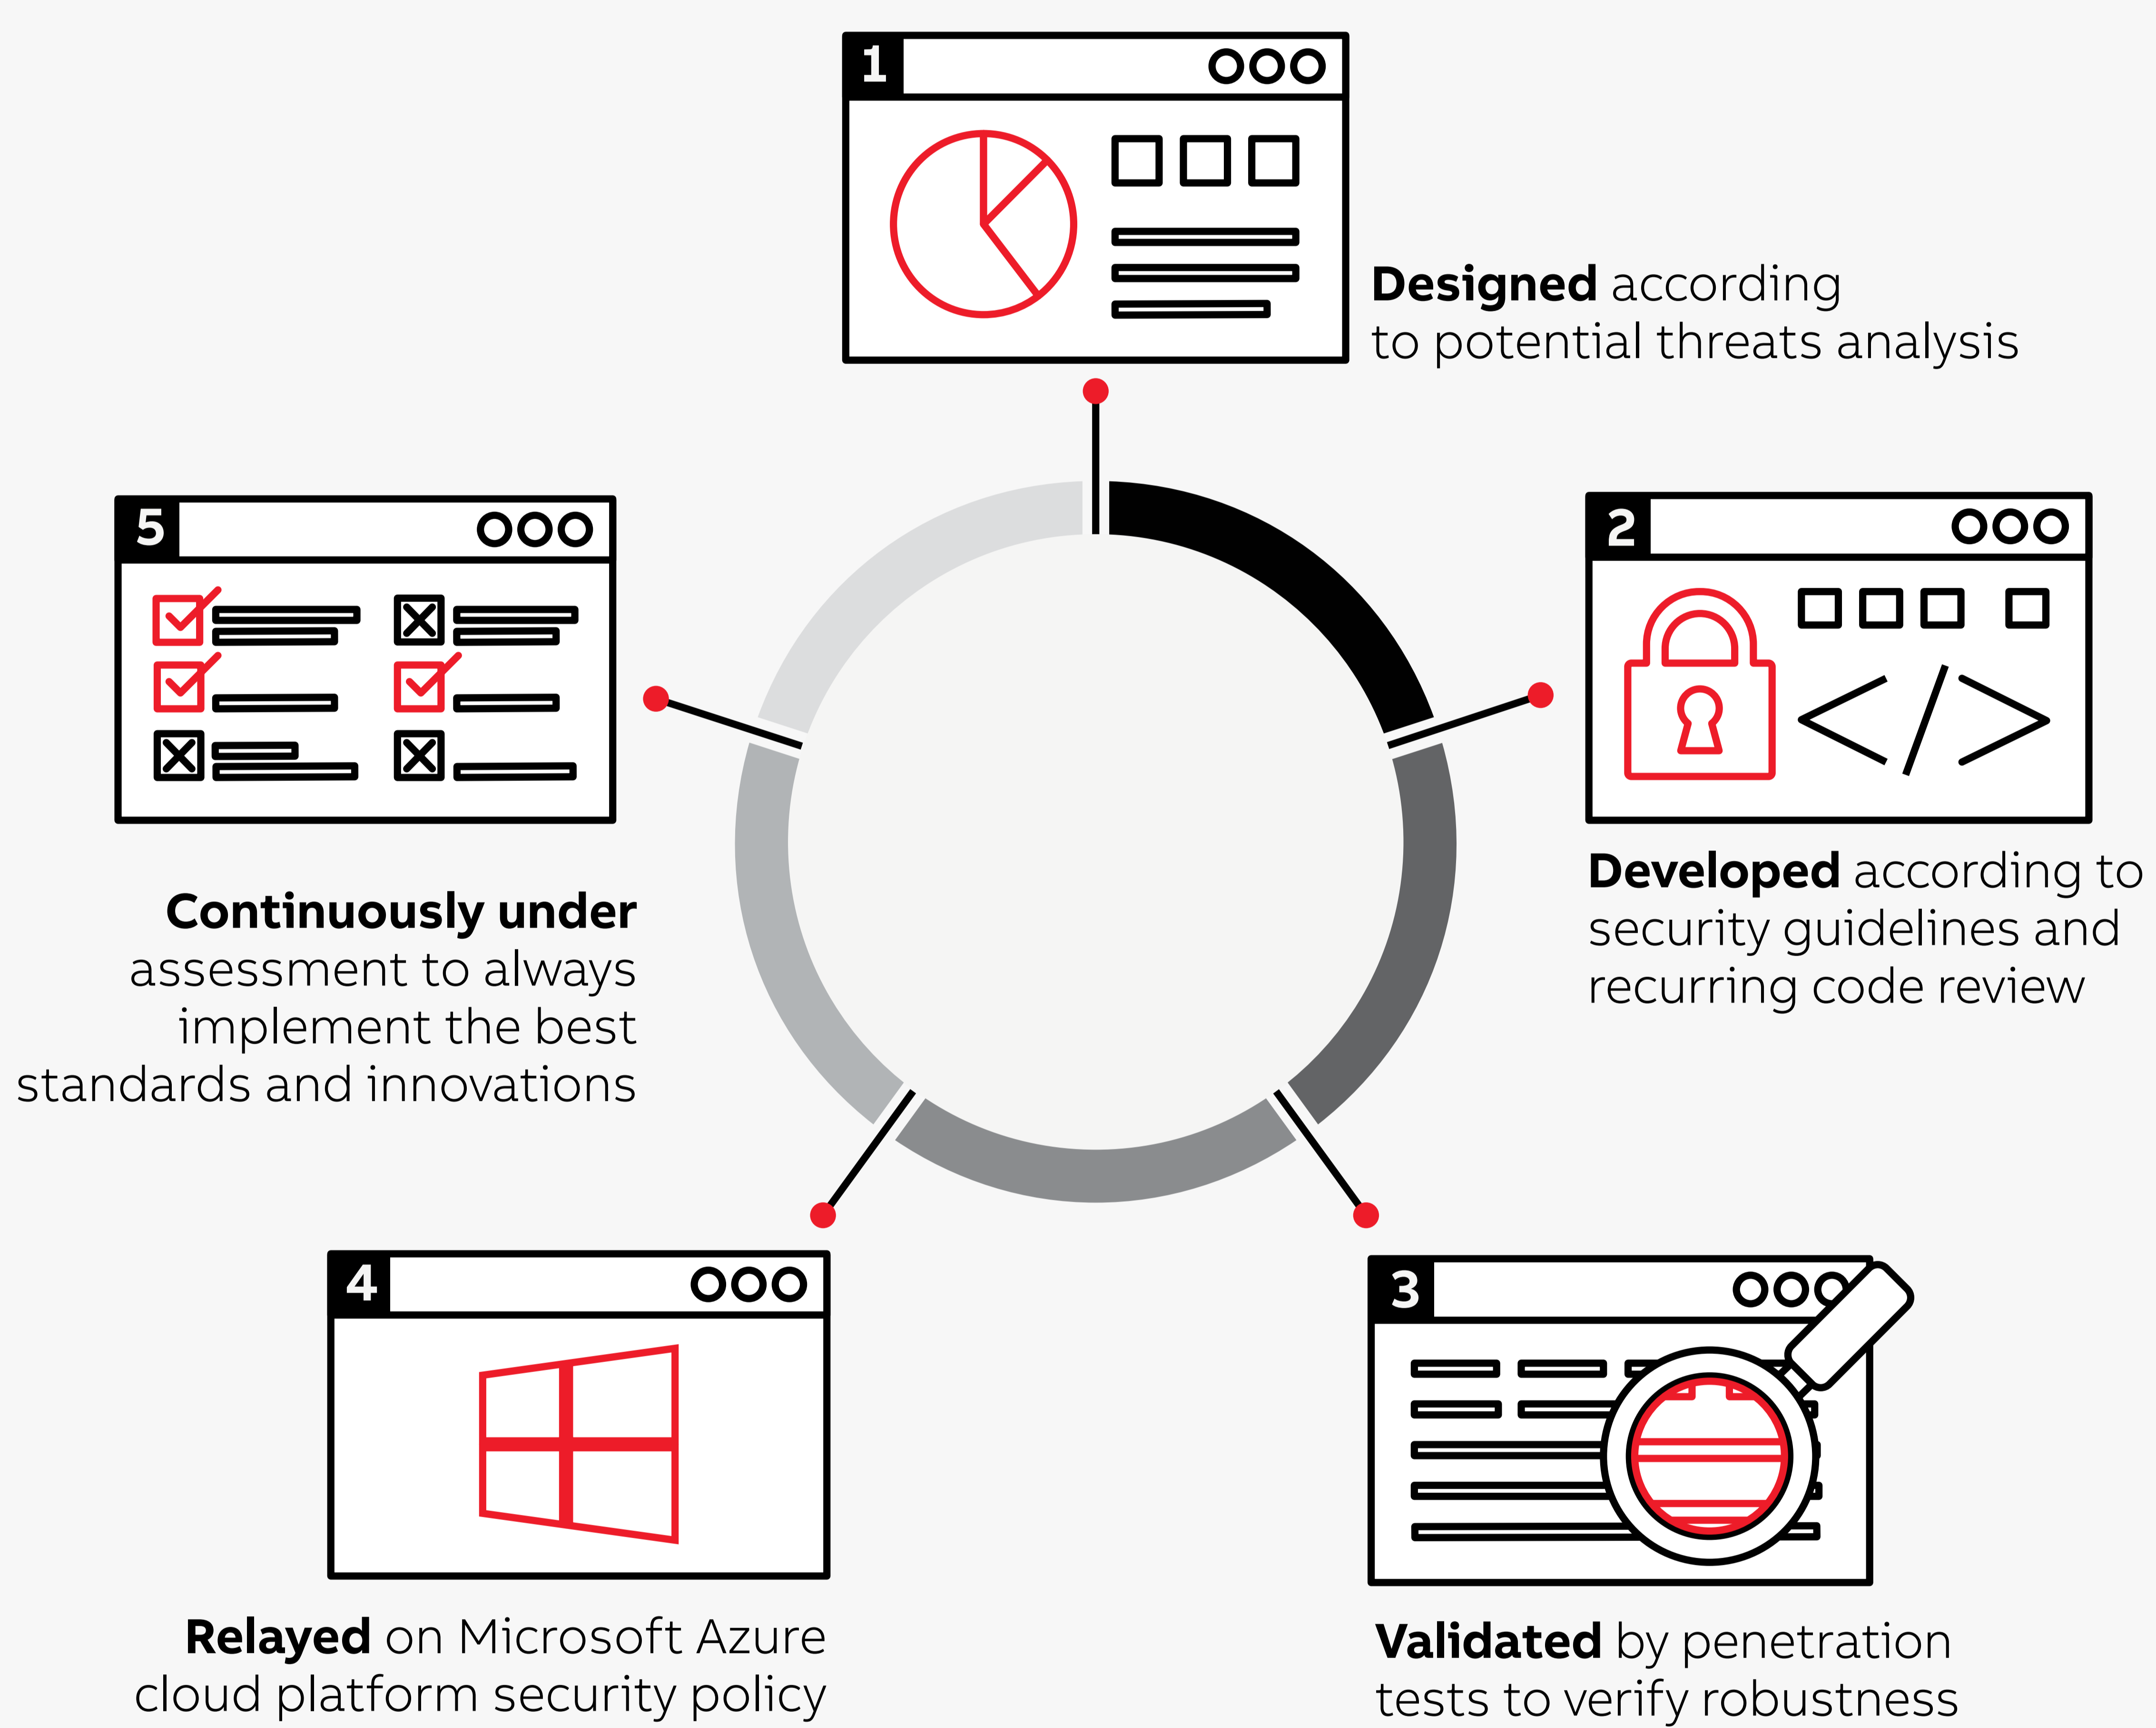 1
Designed according
to potential threats analysis
2
</>
Developed according to
security guidelines and
recurring code review
3
Validated by penetration
tests to verify robustness
4
Relayed on Microsoft Azure
cloud platform security policy
5
Continuously under
assessment to always
implement the best
standards and innovations